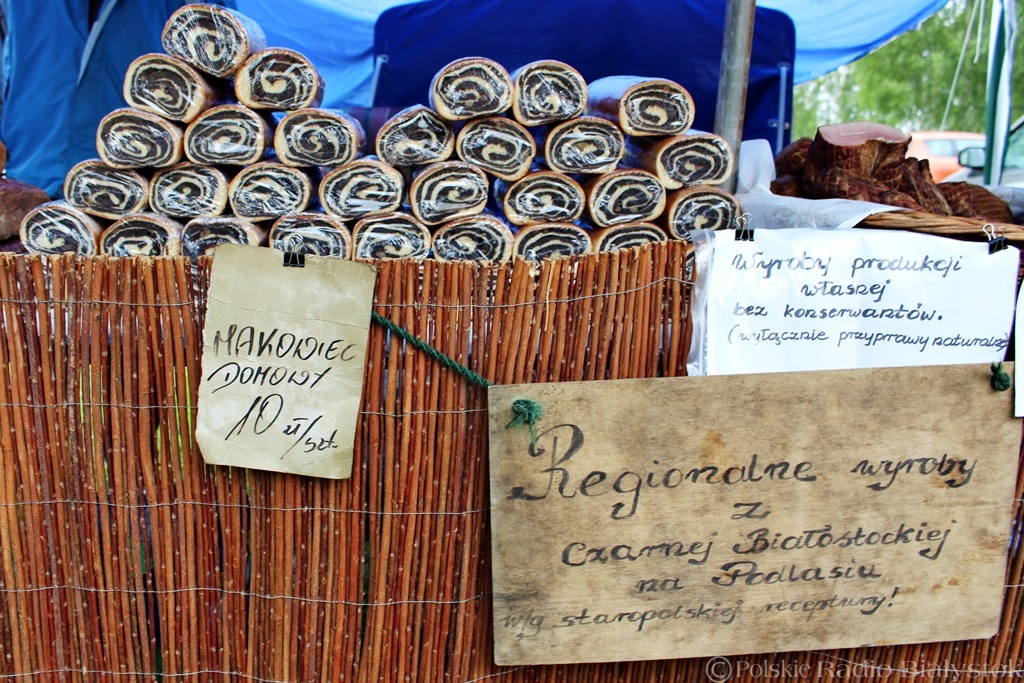 MAKOWIEC
DOMOWY
10 zł/szt.
Wyroby produkcji
własnej
bez konserwantów.
(wyłącznie przyprawy naturalne)
Regionalne wyroby
z
Czarnej Białostockiej
na Podlasiu
w/g staropolskiej receptury!
© Polskie Radio Białystok